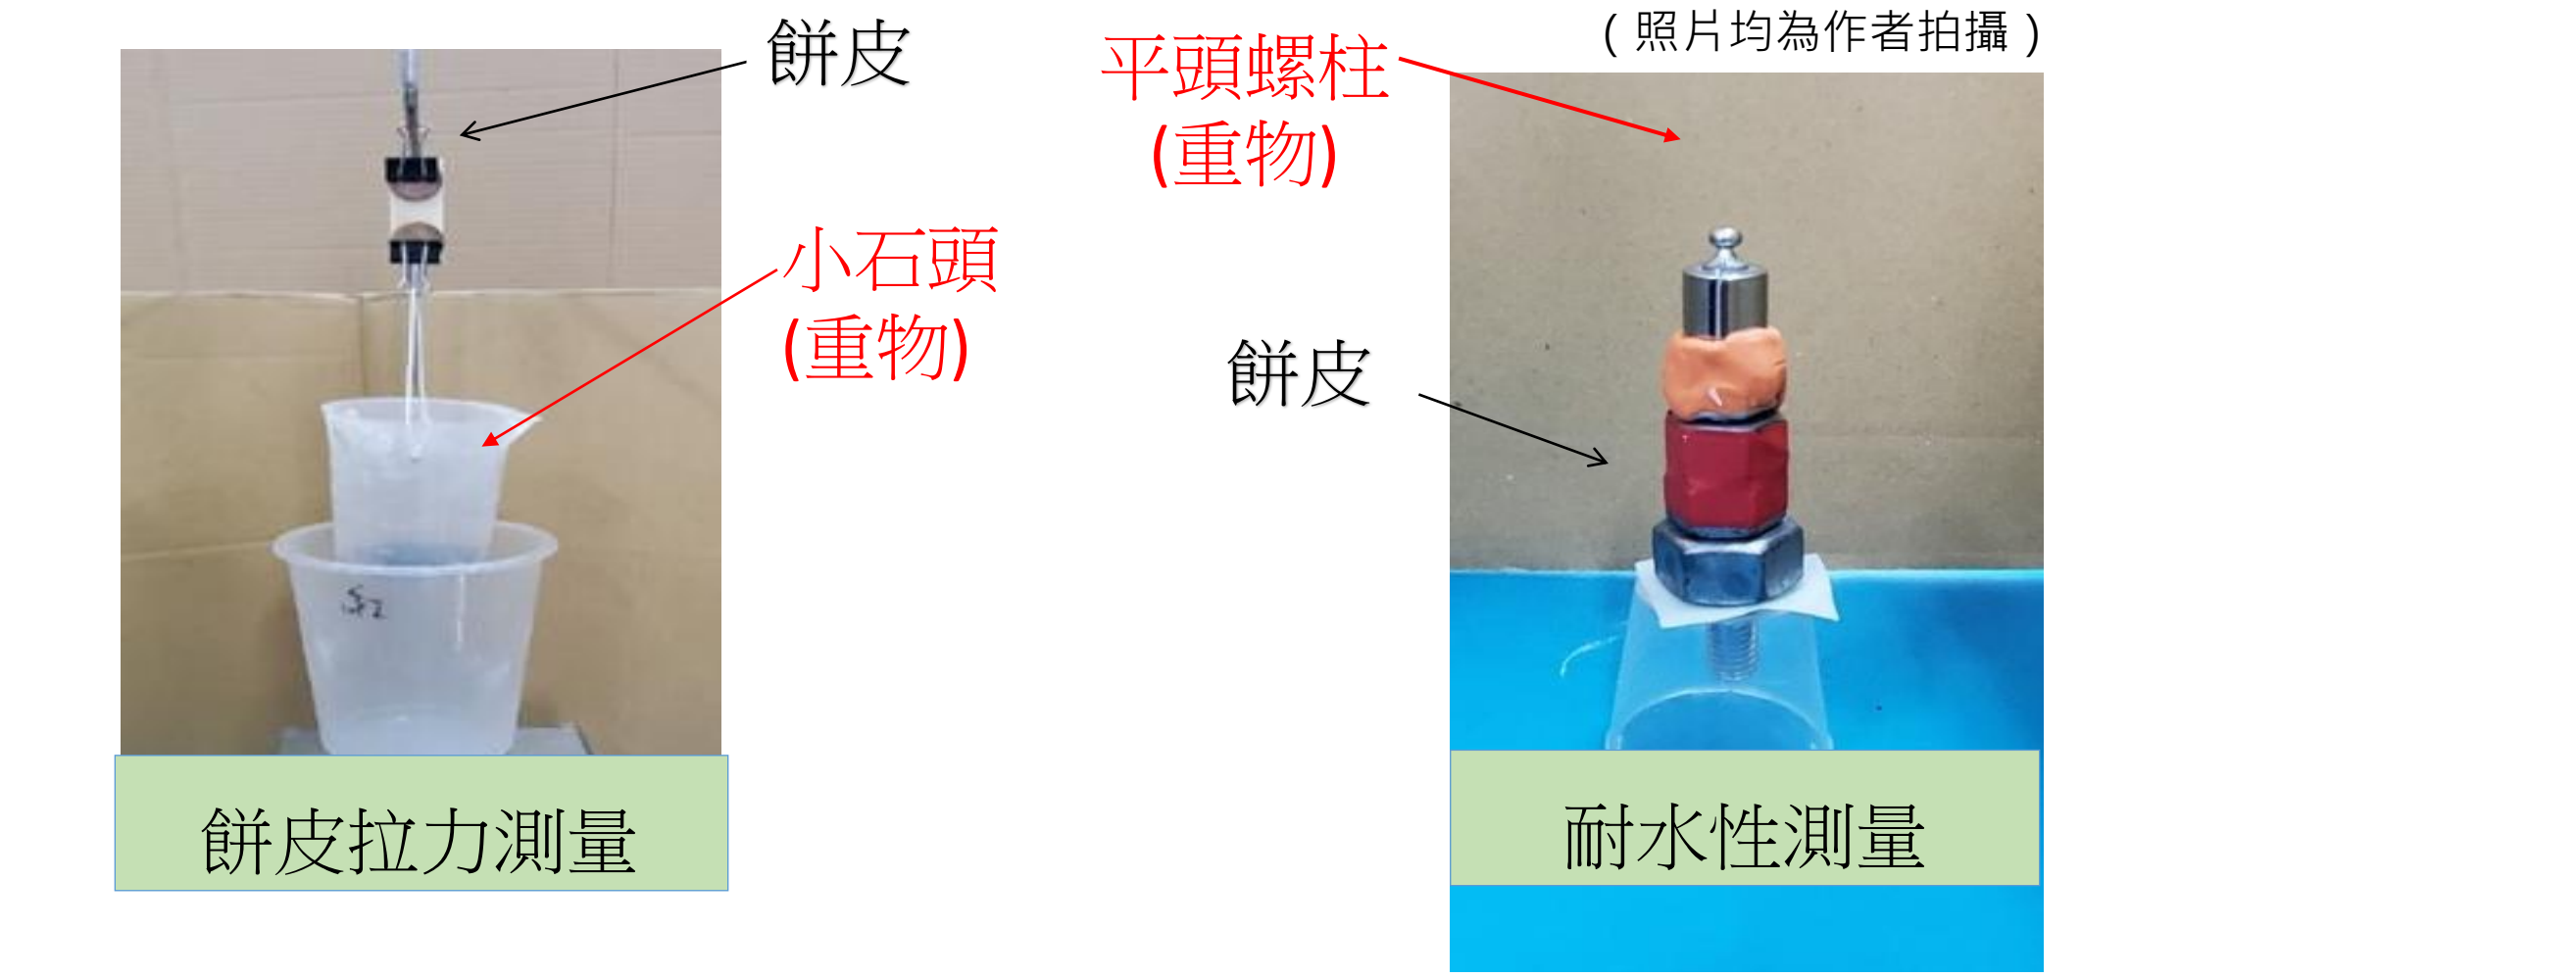 餅皮
小石頭
(重物)
餅皮拉力測量
(照片均為作者拍攝)
平頭螺柱
(重物)
餅皮
耐水性測量